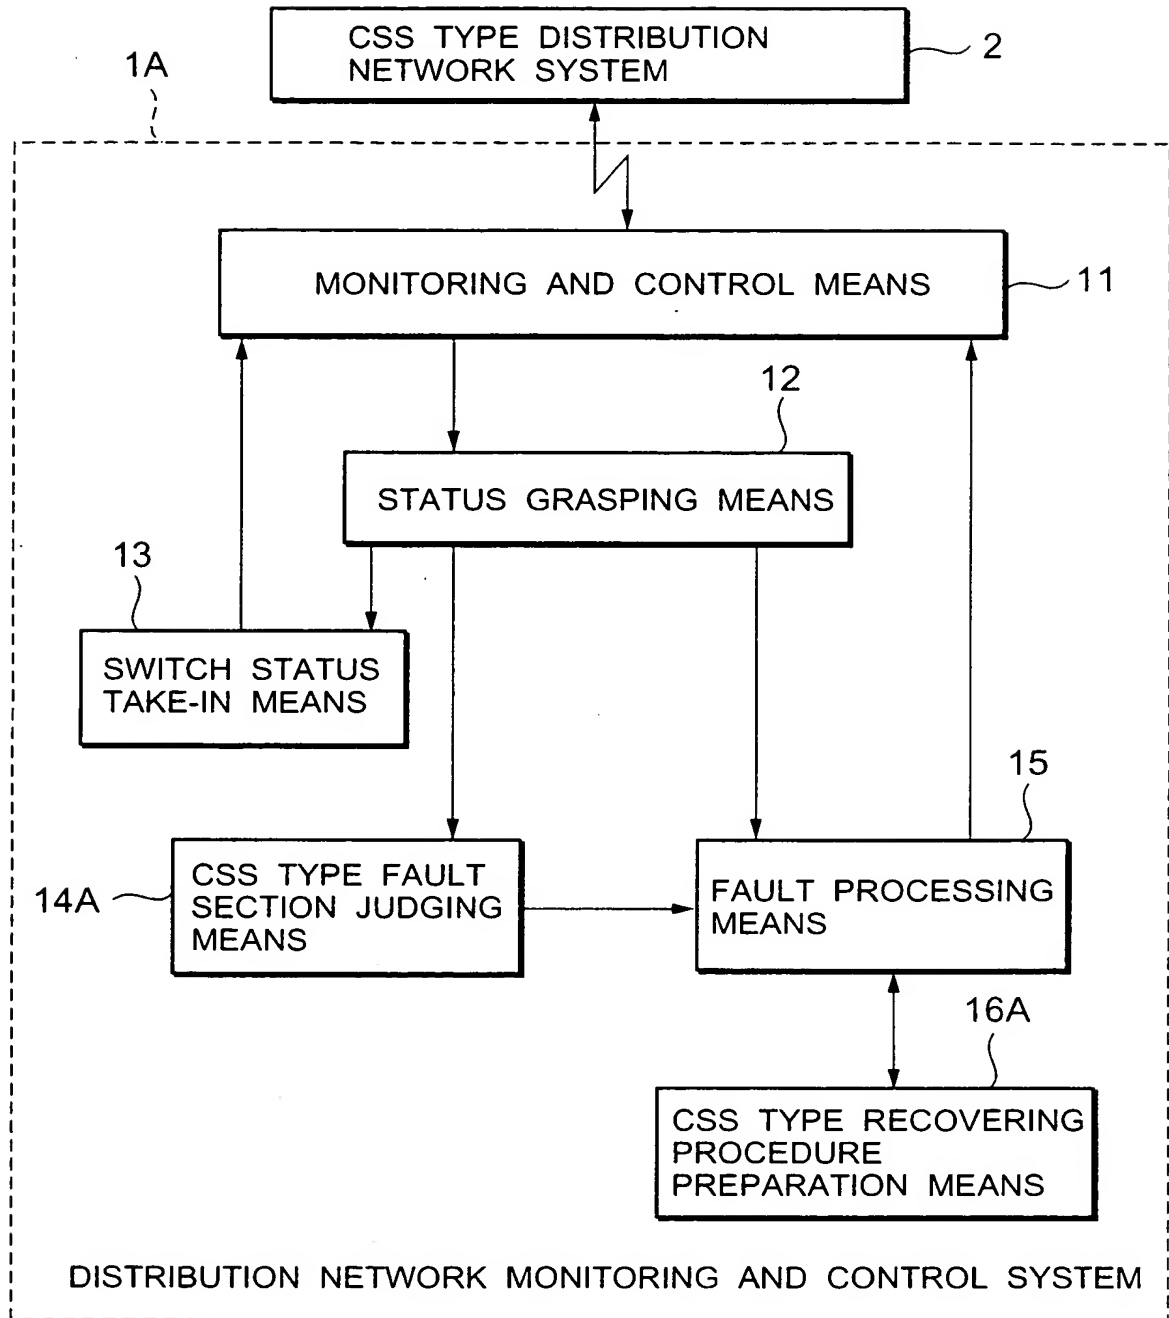 CSS TYPE DISTRIBUTION
NETWORK SYSTEM
2
1A
MONITORING AND CONTROL MEANS
11
12
STATUS GRASPING MEANS
13
SWITCH STATUS
TAKE-IN MEANS
15
14A
CSS TYPE FAULT
SECTION JUDGING
MEANS
FAULT PROCESSING
MEANS
16A
CSS TYPE RECOVERING
PROCEDURE
PREPARATION MEANS
DISTRIBUTION NETWORK MONITORING AND CONTROL SYSTEM